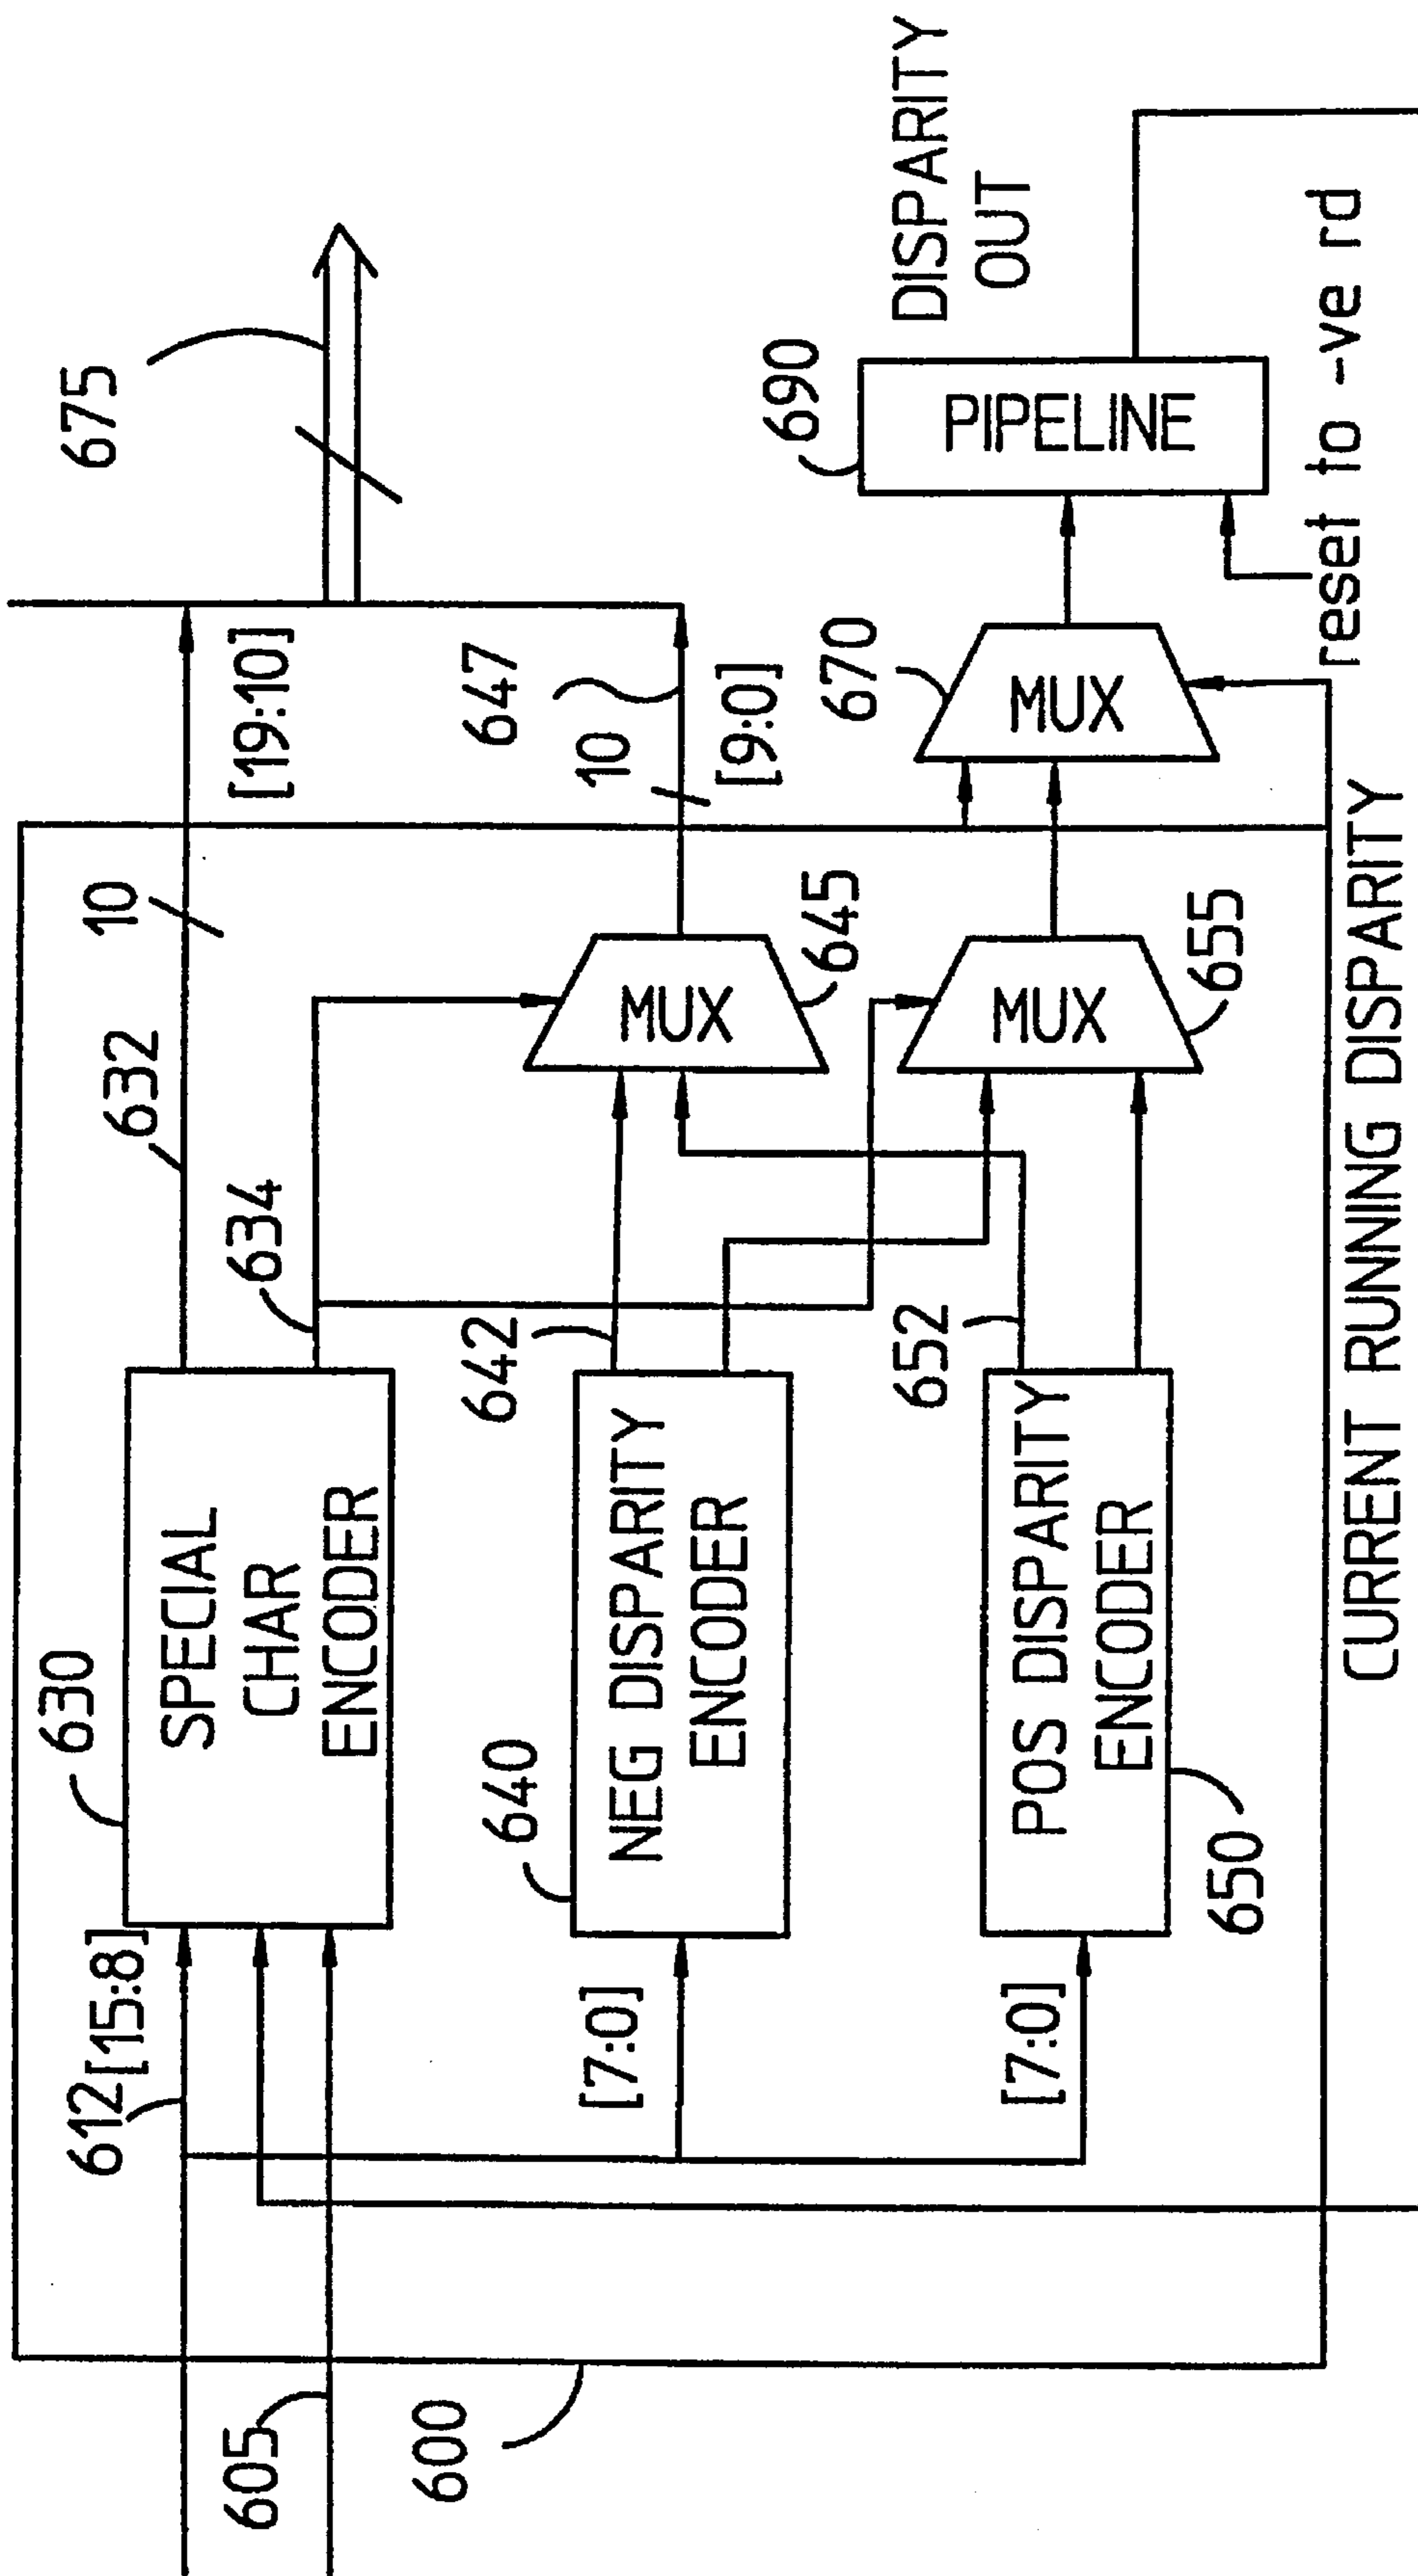 675
632
10
[19:10]
630
612 [15:8]
SPECIAL
CHAR
ENCODER
634
605
600
647
10
[9:0]
640
642
NEG DISPARITY
ENCODER
MUX
645
[7:0]
652
POS DISPARITY
ENCODER
650
MUX
655
[7:0]
670
MUX
690
PIPELINE
DISPARITY
OUT
reset to -ve rd
CURRENT RUNNING DISPARITY